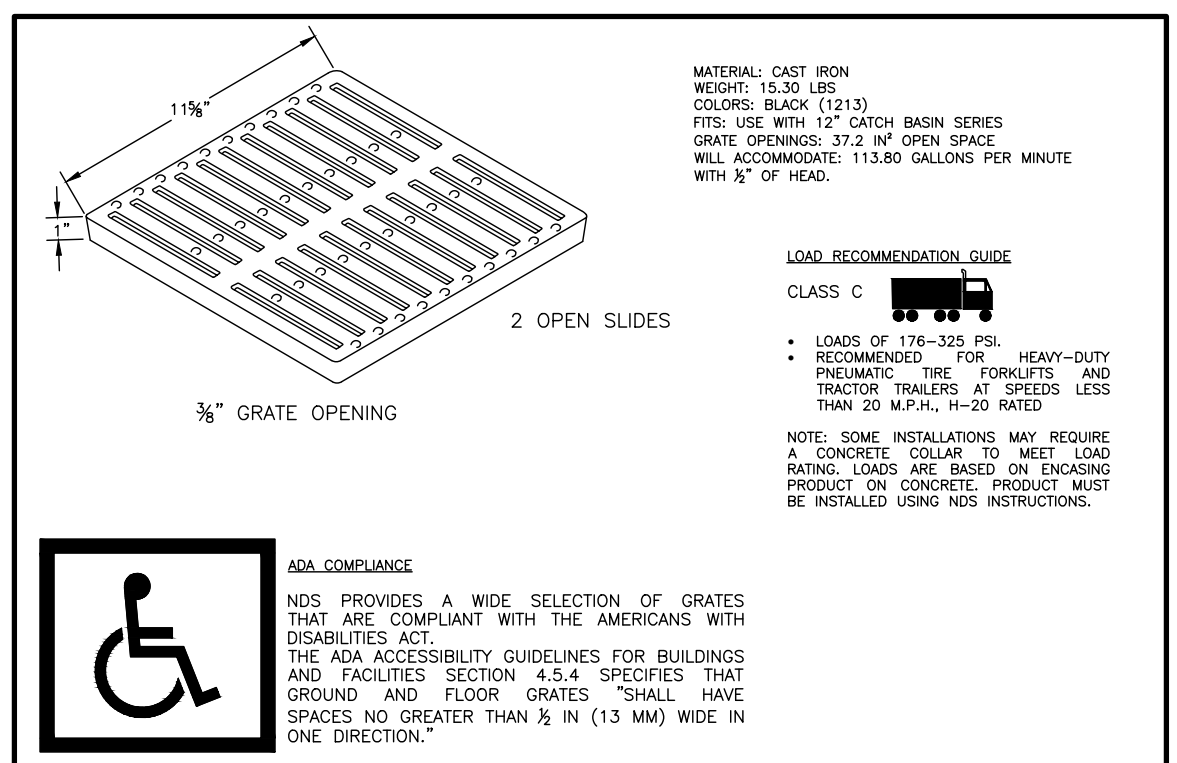 11⅝"
1"
2 OPEN SLIDES
⅜" GRATE OPENING
MATERIAL: CAST IRON
WEIGHT: 15.30 LBS
COLORS: BLACK (1213)
FITS: USE WITH 12" CATCH BASIN SERIES
GRATE OPENINGS: 37.2 IN² OPEN SPACE
WILL ACCOMMODATE: 113.80 GALLONS PER MINUTE
WITH ½" OF HEAD.
LOAD RECOMMENDATION GUIDE
CLASS C
• LOADS OF 176-325 PSI.
• RECOMMENDED FOR HEAVY-DUTY
PNEUMATIC TIRE FORKLIFTS AND
TRACTOR TRAILERS AT SPEEDS LESS
THAN 20 M.P.H., H-20 RATED
NOTE: SOME INSTALLATIONS MAY REQUIRE
A CONCRETE COLLAR TO MEET LOAD
RATING. LOADS ARE BASED ON ENCASING
PRODUCT ON CONCRETE. PRODUCT MUST
BE INSTALLED USING NDS INSTRUCTIONS.
ADA COMPLIANCE
NDS PROVIDES A WIDE SELECTION OF GRATES
THAT ARE COMPLIANT WITH THE AMERICANS WITH
DISABILITIES ACT.
THE ADA ACCESSIBILITY GUIDELINES FOR BUILDINGS
AND FACILITIES SECTION 4.5.4 SPECIFIES THAT
GROUND AND FLOOR GRATES "SHALL HAVE
SPACES NO GREATER THAN ½ IN (13 MM) WIDE IN
ONE DIRECTION."